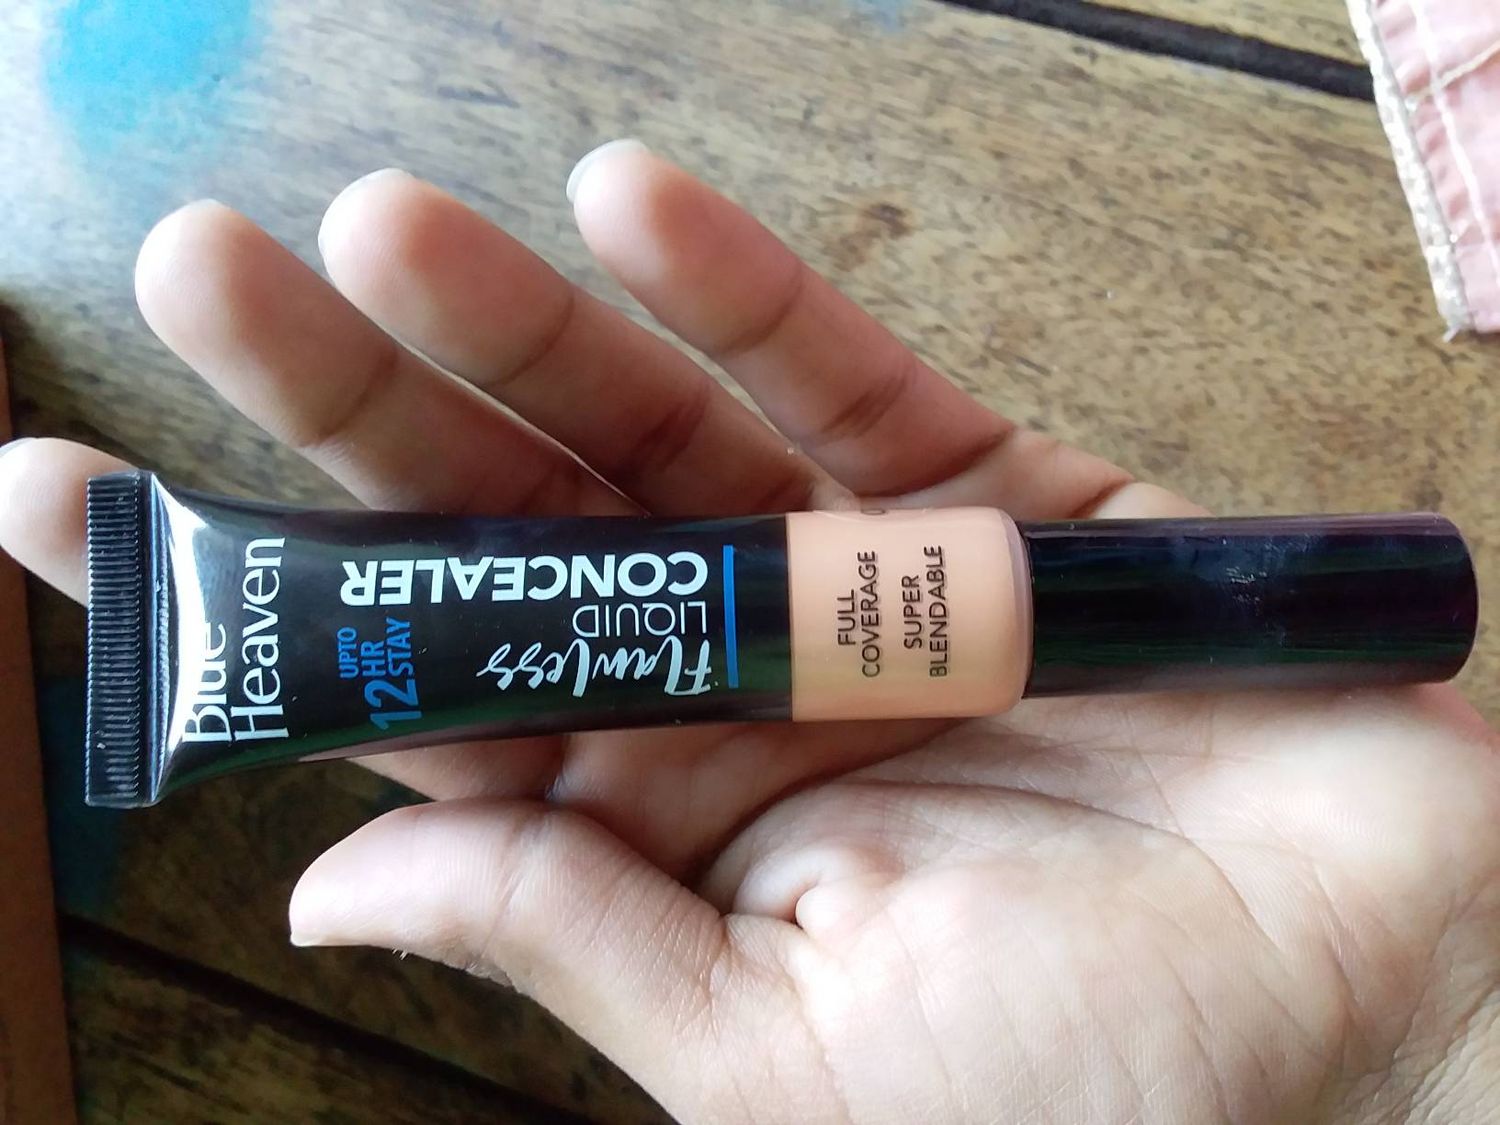 Blue
Heaven
UPTO
12 HR
STAY
Flawless
LIQUID
CONCEALER
FULL
COVERAGE
SUPER
BLENDABLE